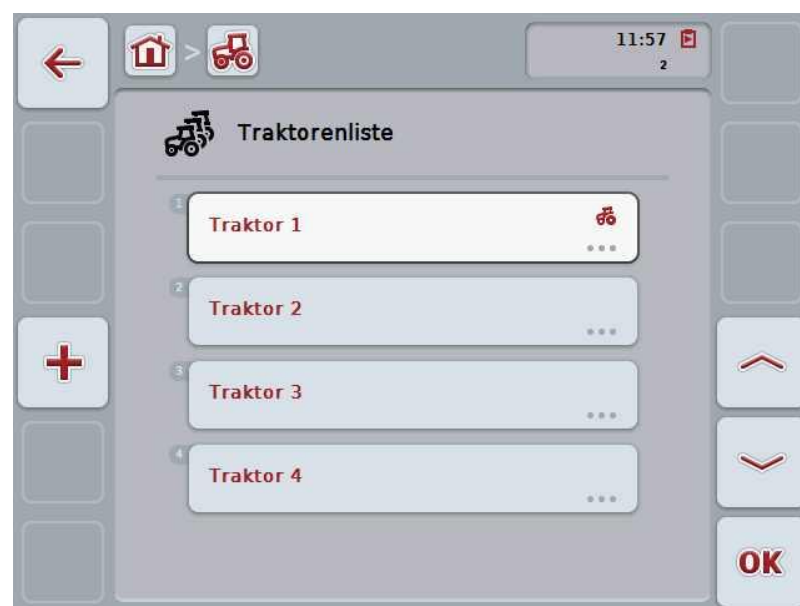 11:57
2
Traktorenliste
1
Traktor 1
2
Traktor 2
3
Traktor 3
4
Traktor 4
OK